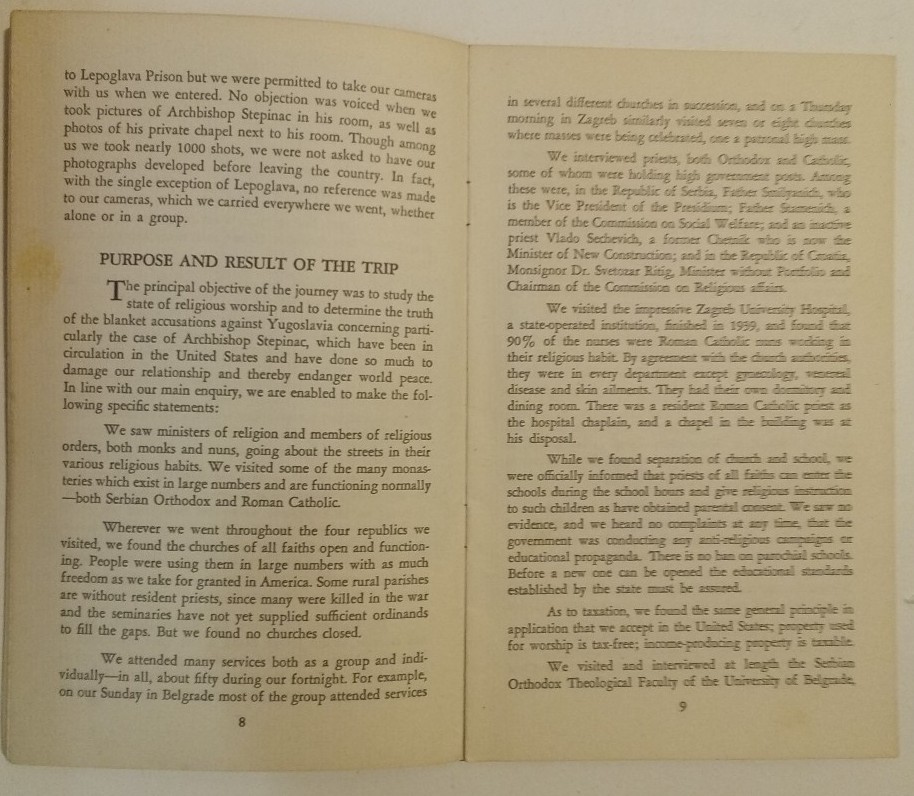 to Lepoglava Prison but we were permitted to take our cameras
with us when we entered. No objection was voiced when we
took pictures of Archbishop Stepinac in his room, as well as
photos of his private chapel next to his room. Though among
us we took nearly 1000 shots, we were not asked to have our
photographs developed before leaving the country. In fact,
with the single exception of Lepoglava, no reference was made
to our cameras, which we carried everywhere we went, whether
alone or in a group.
PURPOSE AND RESULT OF THE TRIP
The principal objective of the journey was to study the
state of religious worship and to determine the truth
of the blanket accusations against Yugoslavia concerning parti-
cularly the case of Archbishop Stepinac, which have been in
circulation in the United States and have done so much to
damage our relationship and thereby endanger world peace.
In line with our main enquiry, we are enabled to make the fol-
lowing specific statements:
We saw ministers of religion and members of religious
orders, both monks and nuns, going about the streets in their
various religious habits. We visited some of the many monas-
teries which exist in large numbers and are functioning normally
—both Serbian Orthodox and Roman Catholic.
Wherever we went throughout the four republics we
visited, we found the churches of all faiths open and function-
ing. People were using them in large numbers with as much
freedom as we take for granted in America. Some rural parishes
are without resident priests, since many were killed in the war
and the seminaries have not yet supplied sufficient ordinands
to fill the gaps. But we found no churches closed.
We attended many services both as a group and indi-
vidually—in all, about fifty during our fortnight. For example,
on our Sunday in Belgrade most of the group attended services
8
in several different churches in succession, and on a Thursday
morning in Zagreb similarly visited seven or eight churches
where masses were being celebrated, one a patronal high mass.
We interviewed priests, both Orthodox and Catholic,
some of whom were holding high government posts. Among
these were, in the Republic of Serbia, Father Smilyanich, who
is the Vice President of the Presidium; Father Stamenich, a
member of the Commission on Social Welfare; and an inactive
priest Vlado Sechevich, a former Chetnik who is now the
Minister of New Construction; and in the Republic of Croatia,
Monsignor Dr. Svetozar Ritig, Minister without Portfolio and
Chairman of the Commission on Religious affairs.
We visited the impressive Zagreb University Hospital,
a state-operated institution, finished in 1939, and found that
90% of the nurses were Roman Catholic nuns working in
their religious habit. By agreement with the church authorities,
they were in every department except gynecology, venereal
disease and skin ailments. They had their own dormitory and
dining room. There was a resident Roman Catholic priest as
the hospital chaplain, and a chapel in the building was at
his disposal.
While we found separation of church and school, we
were officially informed that priests of all faiths can enter the
schools during the school hours and give religious instruction
to such children as have obtained parental consent. We saw no
evidence, and we heard no complaints at any time, that the
government was conducting any anti-religious campaigns or
educational propaganda. There is no ban on parochial schools.
Before a new one can be opened the educational standards
established by the state must be assured.
As to taxation, we found the same general principle in
application that we accept in the United States; property used
for worship is tax-free; income-producing property is taxable.
We visited and interviewed at length the Serbian
Orthodox Theological Faculty of the University of Belgrade,
9